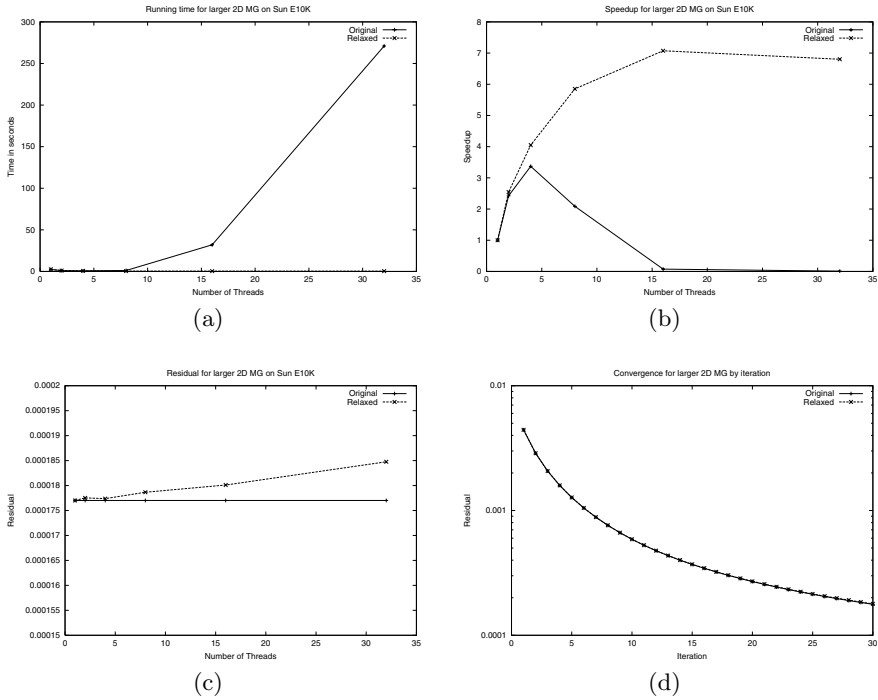 Running time for larger 2D MG on Sun E10K
Original
Relaxed
300
250
200
150
100
50
0
Time in seconds
0 5 10 15 20 25 30 35
Number of Threads
(a)
Speedup for larger 2D MG on Sun E10K
Original
Relaxed
8
7
6
5
4
3
2
1
0
Speedup
0 5 10 15 20 25 30 35
Number of Threads
(b)
Residual for larger 2D MG on Sun E10K
Original
Relaxed
0.0002
0.000195
0.00019
0.000185
0.00018
0.000175
0.00017
0.000165
0.00016
0.000155
0.00015
Residual
0 5 10 15 20 25 30 35
Number of Threads
(c)
Convergence for larger 2D MG by iteration
Original
Relaxed
0.01
0.001
0.0001
Residual
0 5 10 15 20 25 30
Iteration
(d)